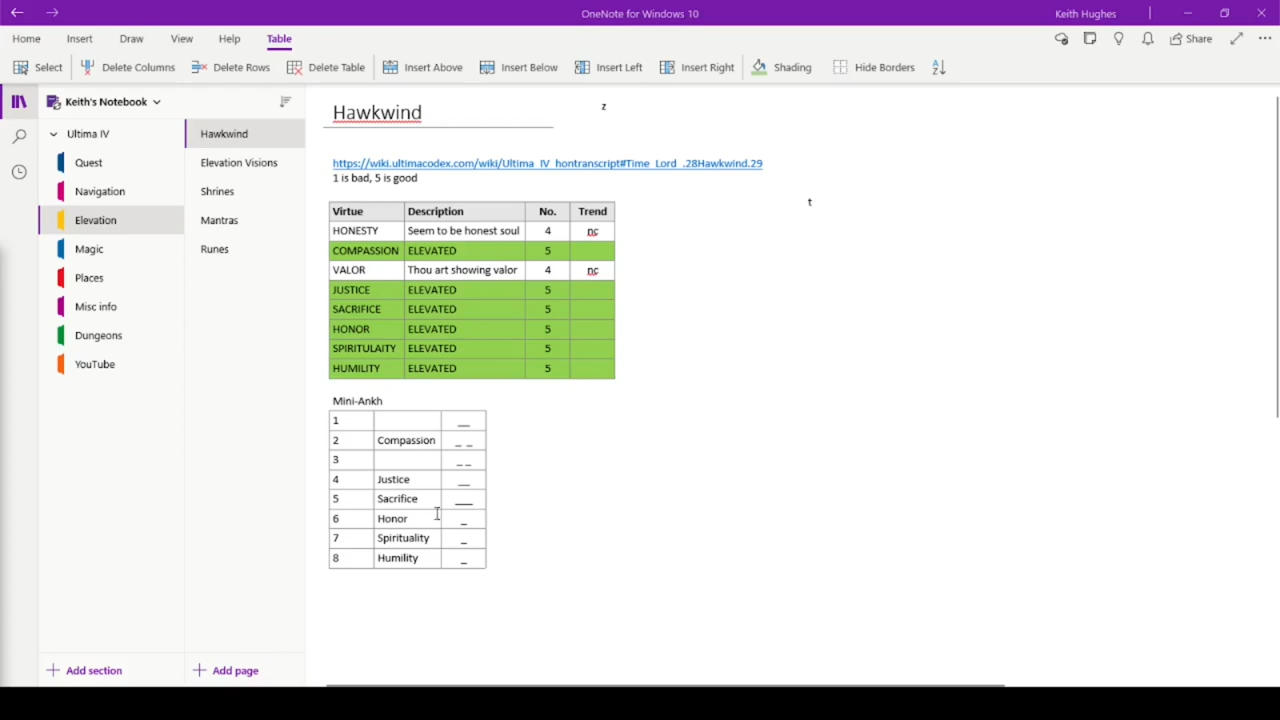 OneNote for Windows 10
Keith Hughes
Home Insert Draw View Help Table
Share
Select Delete Columns Delete Rows Delete Table Insert Above Insert Below Insert Left Insert Right Shading Hide Borders
Keith's Notebook
Ultima IV
Quest
Navigation
Elevation
Magic
Places
Misc info
Dungeons
YouTube
Add section
Hawkwind
Elevation Visions
Shrines
Mantras
Runes
Add page
Hawkwind
z
https://wiki.ultimacodex.com/wiki/Ultima_IV_hontranscript#Time_Lord_.28Hawkwind.29
1 is bad, 5 is good
t
Virtue Description No. Trend
HONESTY Seem to be honest soul 4 nc
COMPASSION ELEVATED 5
VALOR Thou art showing valor 4 nc
JUSTICE ELEVATED 5
SACRIFICE ELEVATED 5
HONOR ELEVATED 5
SPIRITULAITY ELEVATED 5
HUMILITY ELEVATED 5
Mini-Ankh
1 __
2 Compassion _ _
3 _ _
4 Justice __
5 Sacrifice ___
6 Honor _
7 Spirituality _
8 Humility _